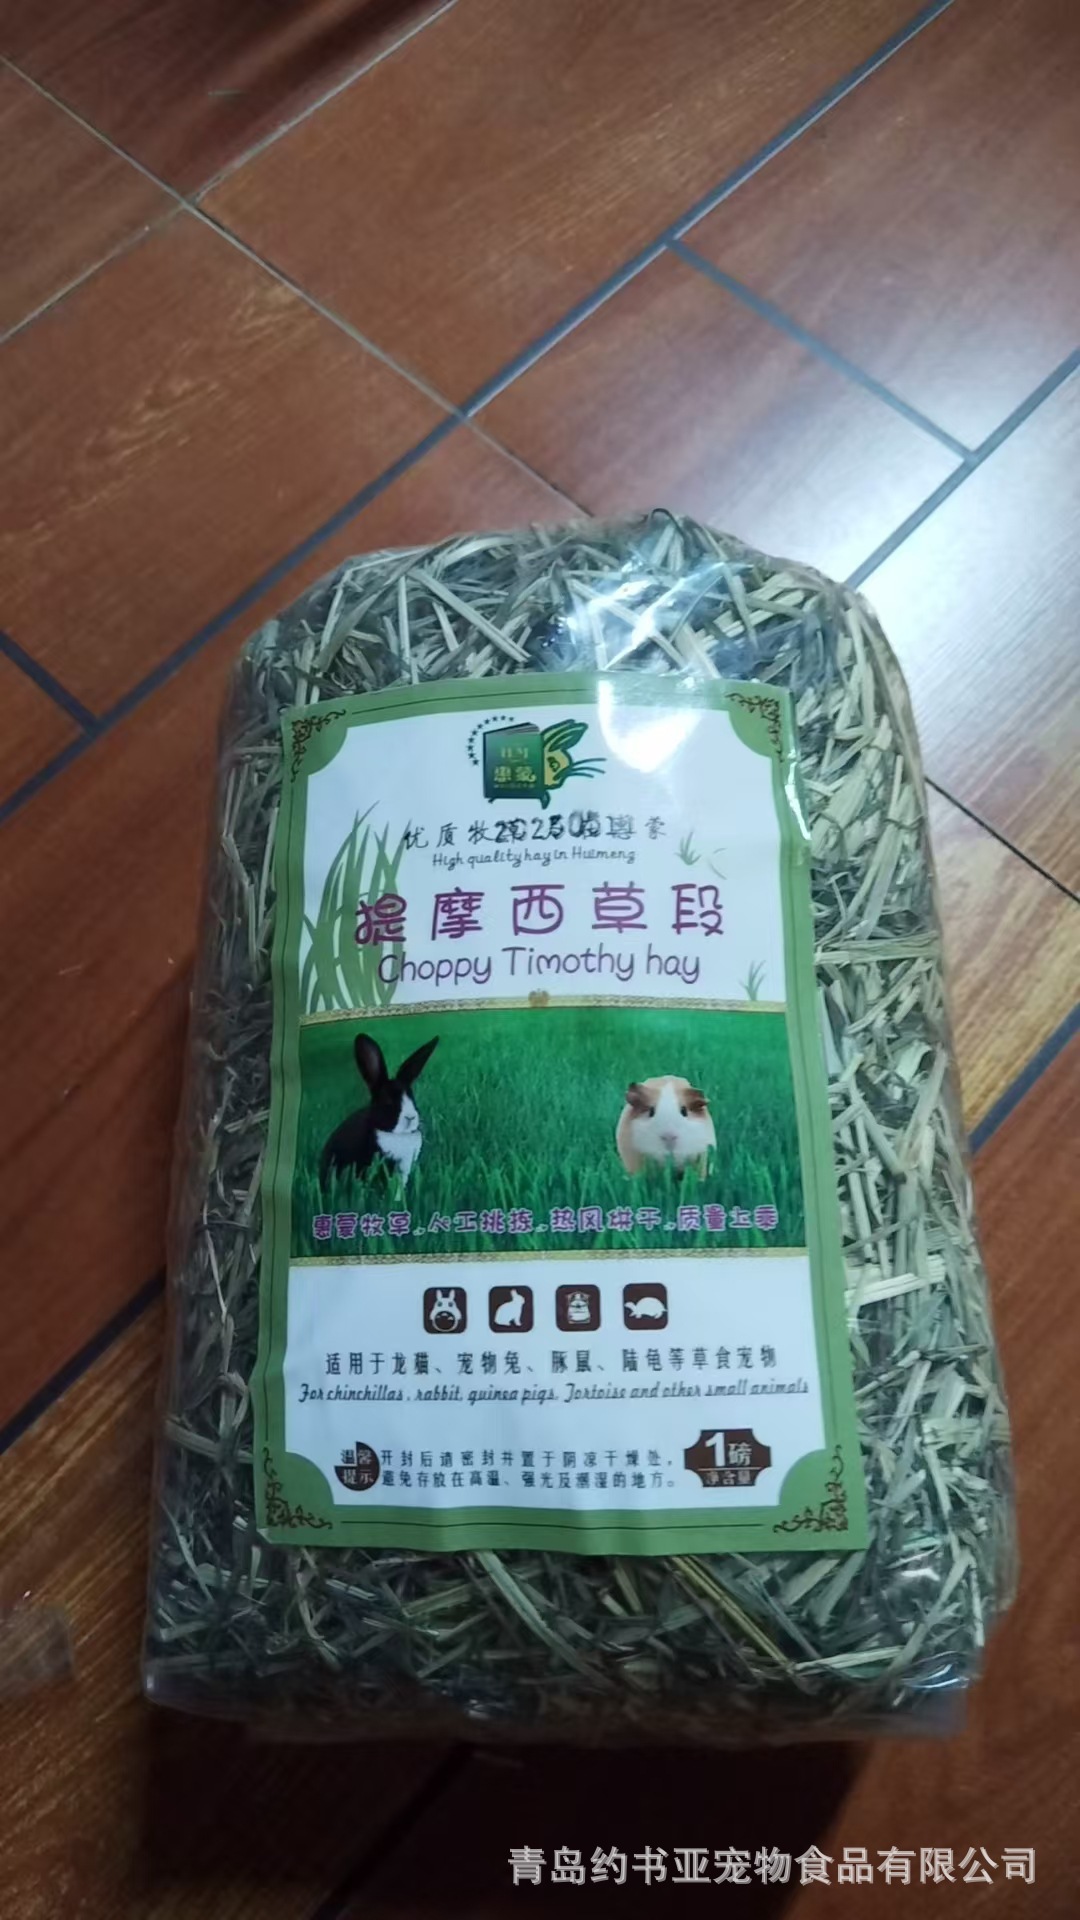 HM
惠蒙
优质牧草 在惠蒙
20250511
High quality hay in Huimeng
提摩西草段
Choppy Timothy hay
惠蒙牧草,人工挑拣,热风烘干,质量上乘
适用于龙猫、宠物兔、豚鼠、陆龟等草食宠物
For chinchillas, rabbit, guinea pigs, Tortoise and other small animals
温馨提示
开封后请密封并置于阴凉干燥处，
避免存放在高温、强光及潮湿的地方。
1磅
净含量
青岛约书亚宠物食品有限公司